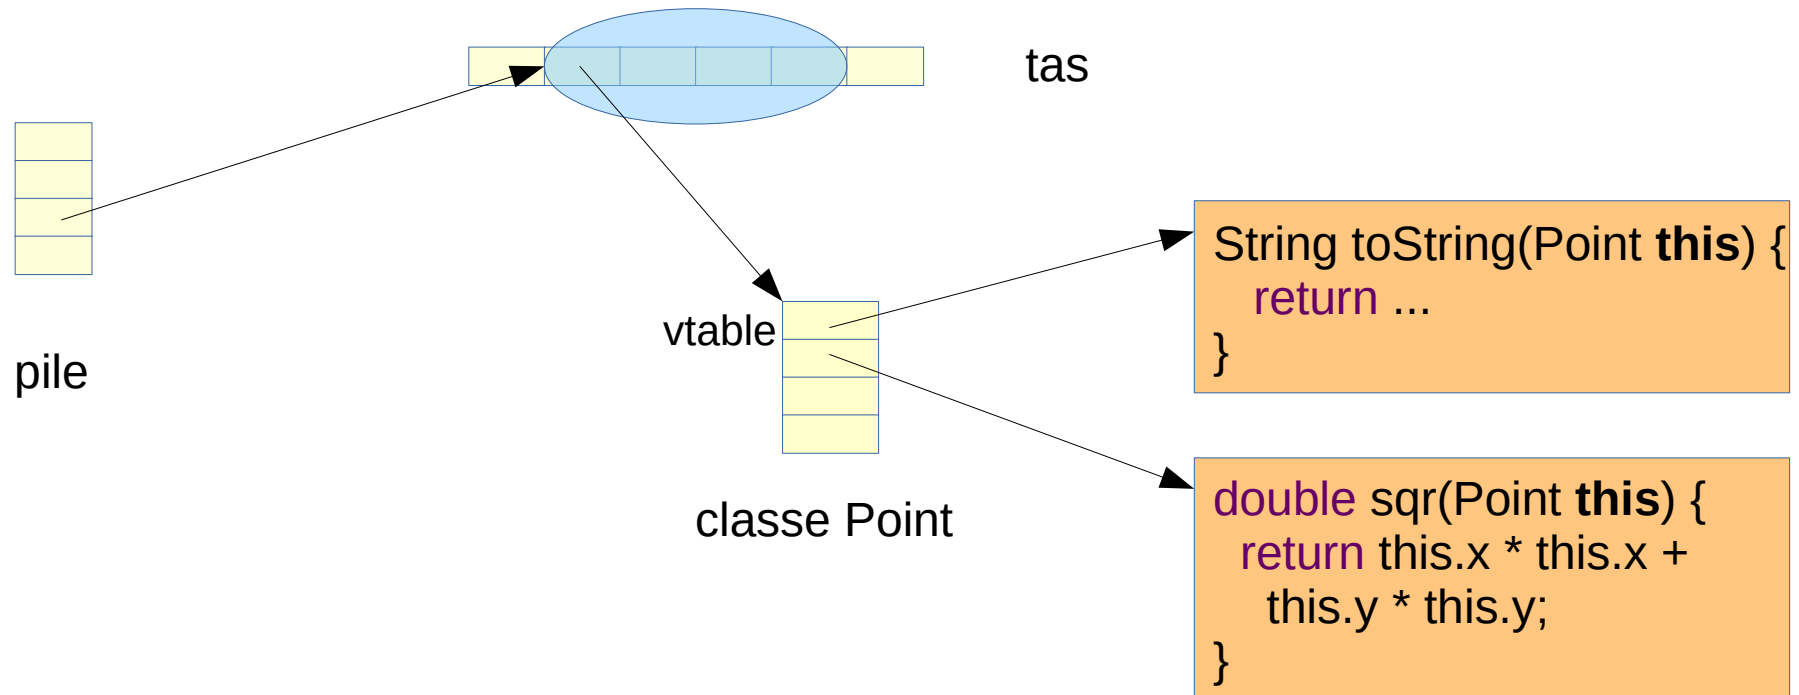 tas
pile
vtable
classe Point
String toString(Point this) {
return ...
}
double sqr(Point this) {
return this.x * this.x +
this.y * this.y;
}